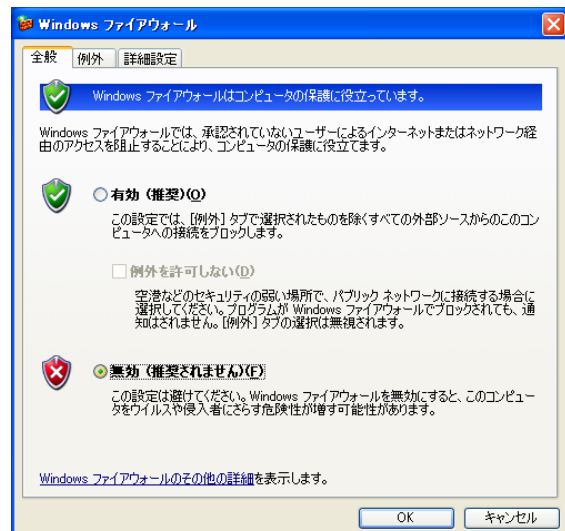 Windows ファイアウォール
全般
例外
詳細設定
Windows ファイアウォールはコンピュータの保護に役立っています。
Windows ファイアウォールでは、承認されていないユーザーによるインターネットまたはネットワーク経
由のアクセスを阻止することにより、コンピュータの保護に役立てます。
有効 (推奨)(O)
この設定では、[例外] タブで選択されたものを除くすべての外部ソースからのこのコン
ピュータへの接続をブロックします。
例外を許可しない(D)
空港などのセキュリティの弱い場所で、パブリック ネットワークに接続する場合に
選択してください。プログラムが Windows ファイアウォールでブロックされても、通
知はされません。[例外] タブの選択は無視されます。
無効 (推奨されません)(F)
この設定は避けてください。Windows ファイアウォールを無効にすると、このコンピュー
タをウイルスや侵入者にさらす危険性が増す可能性があります。
Windows ファイアウォールのその他の詳細を表示します。
OK
キャンセル